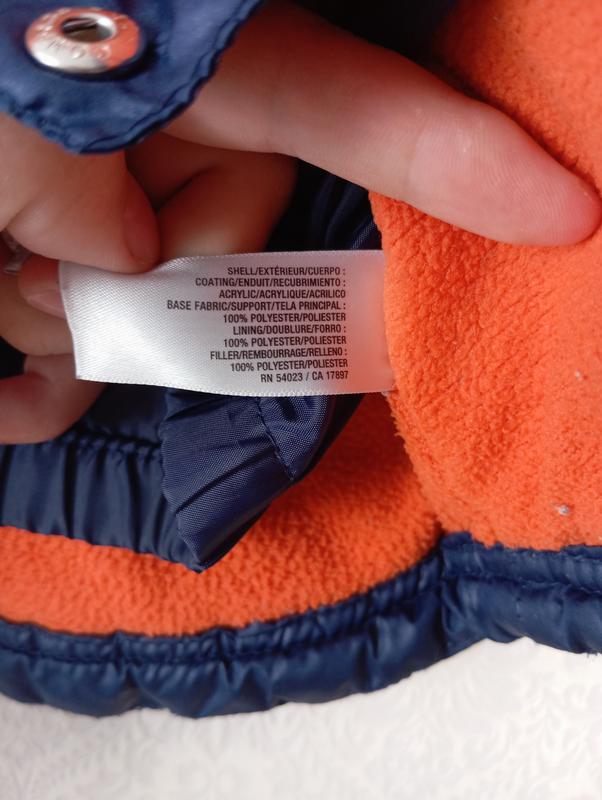 SHELL/EXTÉRIEUR/CUERPO :
COATING/ENDUIT/RECUBRIMIENTO :
ACRYLIC/ACRYLIQUE/ACRILICO
BASE FABRIC/SUPPORT/TELA PRINCIPAL :
100% POLYESTER/POLIESTER
LINING/DOUBLURE/FORRO :
100% POLYESTER/POLIESTER
FILLER/REMBOURRAGE/RELLENO :
100% POLYESTER/POLIESTER
RN 54023 / CA 17897